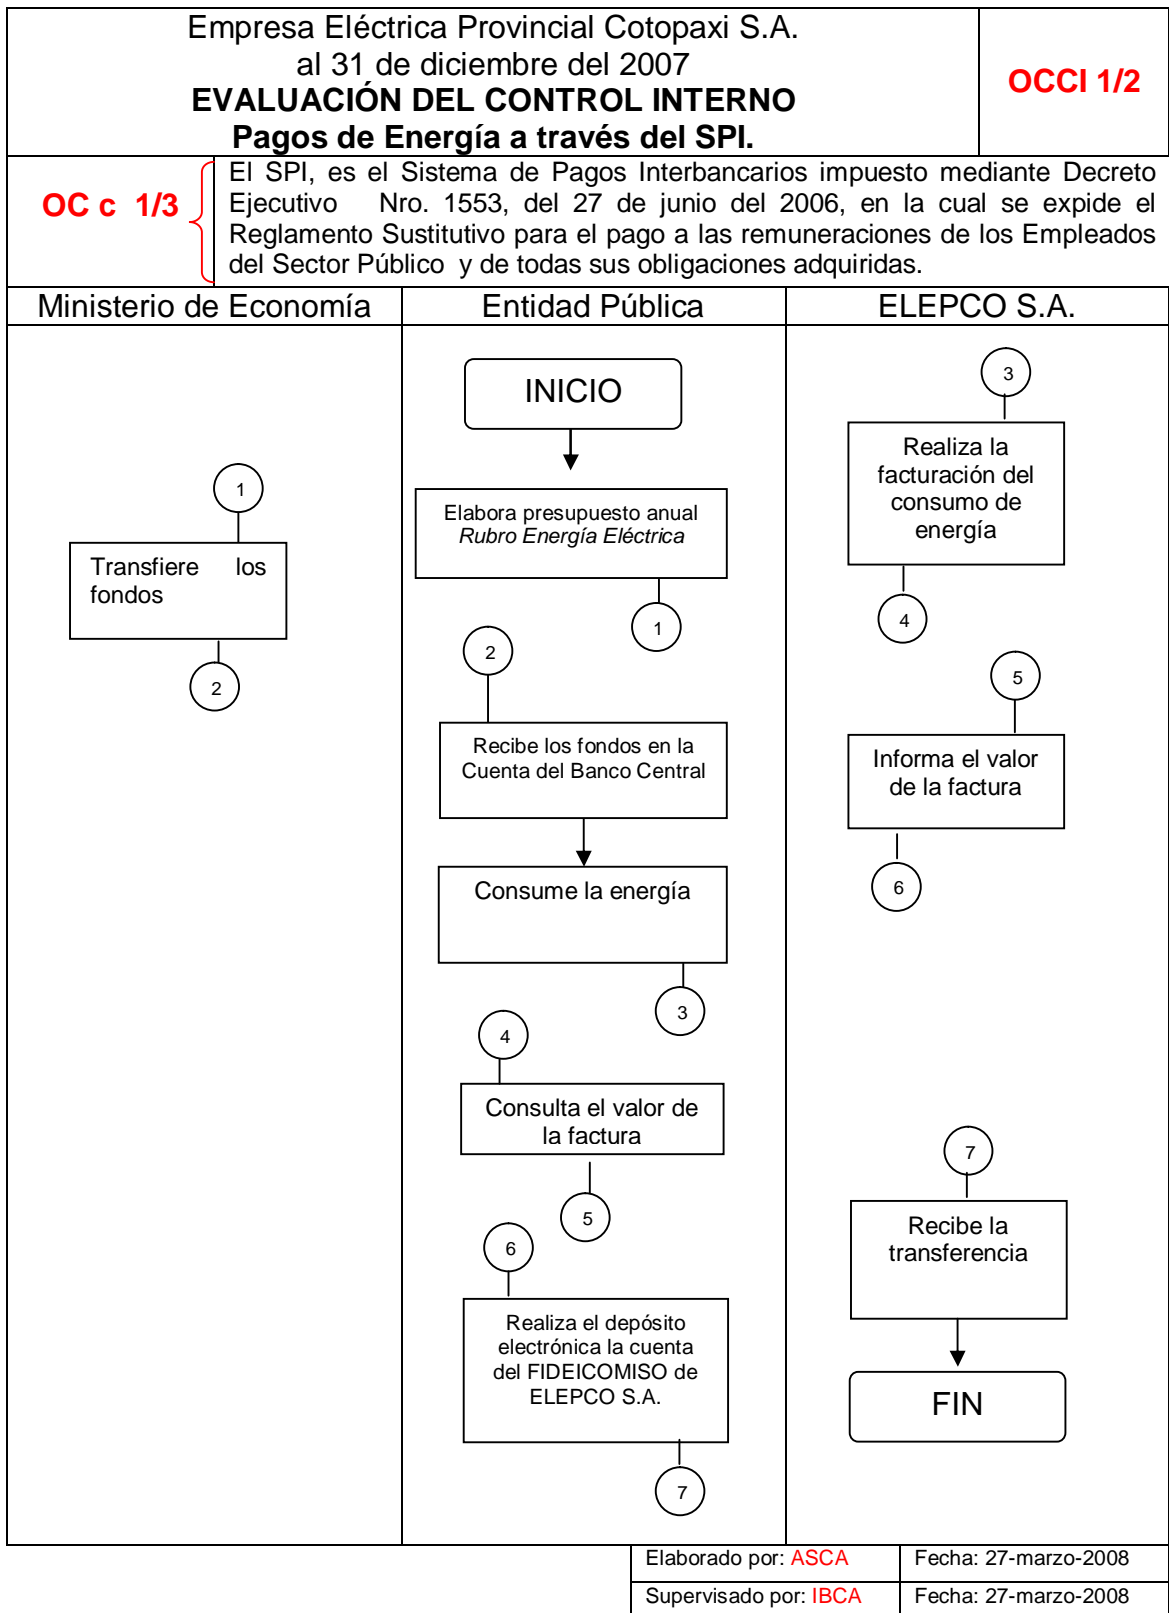 Empresa Eléctrica Provincial Cotopaxi S.A.
al 31 de diciembre del 2007
EVALUACIÓN DEL CONTROL INTERNO
Pagos de Energía a través del SPI.
OCCI 1/2
OC c 1/3
El SPI, es el Sistema de Pagos Interbancarios impuesto mediante Decreto
Ejecutivo Nro. 1553, del 27 de junio del 2006, en la cual se expide el
Reglamento Sustitutivo para el pago a las remuneraciones de los Empleados
del Sector Público y de todas sus obligaciones adquiridas.
Ministerio de Economía
Entidad Pública
ELEPCO S.A.
1
Transfiere los
fondos
2
INICIO
Elabora presupuesto anual
Rubro Energía Eléctrica
1
2
Recibe los fondos en la
Cuenta del Banco Central
Consume la energía
3
4
Consulta el valor de
la factura
5
6
Realiza el depósito
electrónica la cuenta
del FIDEICOMISO de
ELEPCO S.A.
7
3
Realiza la
facturación del
consumo de
energía
4
5
Informa el valor
de la factura
6
7
Recibe la
transferencia
FIN
Elaborado por: ASCA
Fecha: 27-marzo-2008
Supervisado por: IBCA
Fecha: 27-marzo-2008